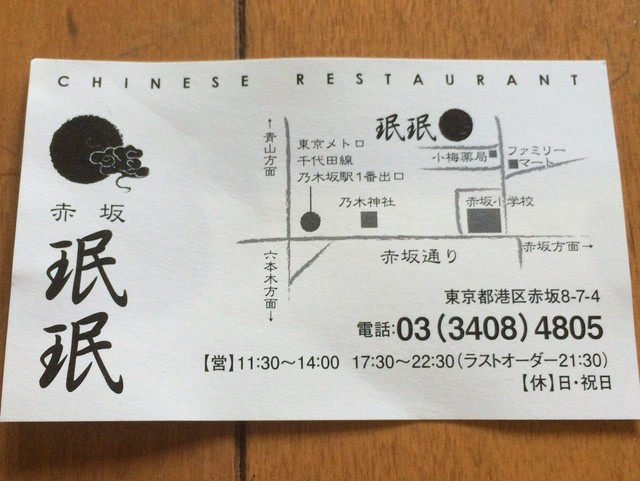 CHINESE RESTAURANT
赤坂
珉珉
↑青山方面
東京メトロ
千代田線
乃木坂駅1番出口
乃木神社
珉珉
小梅薬局
ファミリー
マート
赤坂小学校
赤坂通り
赤坂方面→
六本木方面↓
東京都港区赤坂8-7-4
電話:03(3408)4805
【営】11:30〜14:00 17:30〜22:30(ラストオーダー21:30)
【休】日・祝日